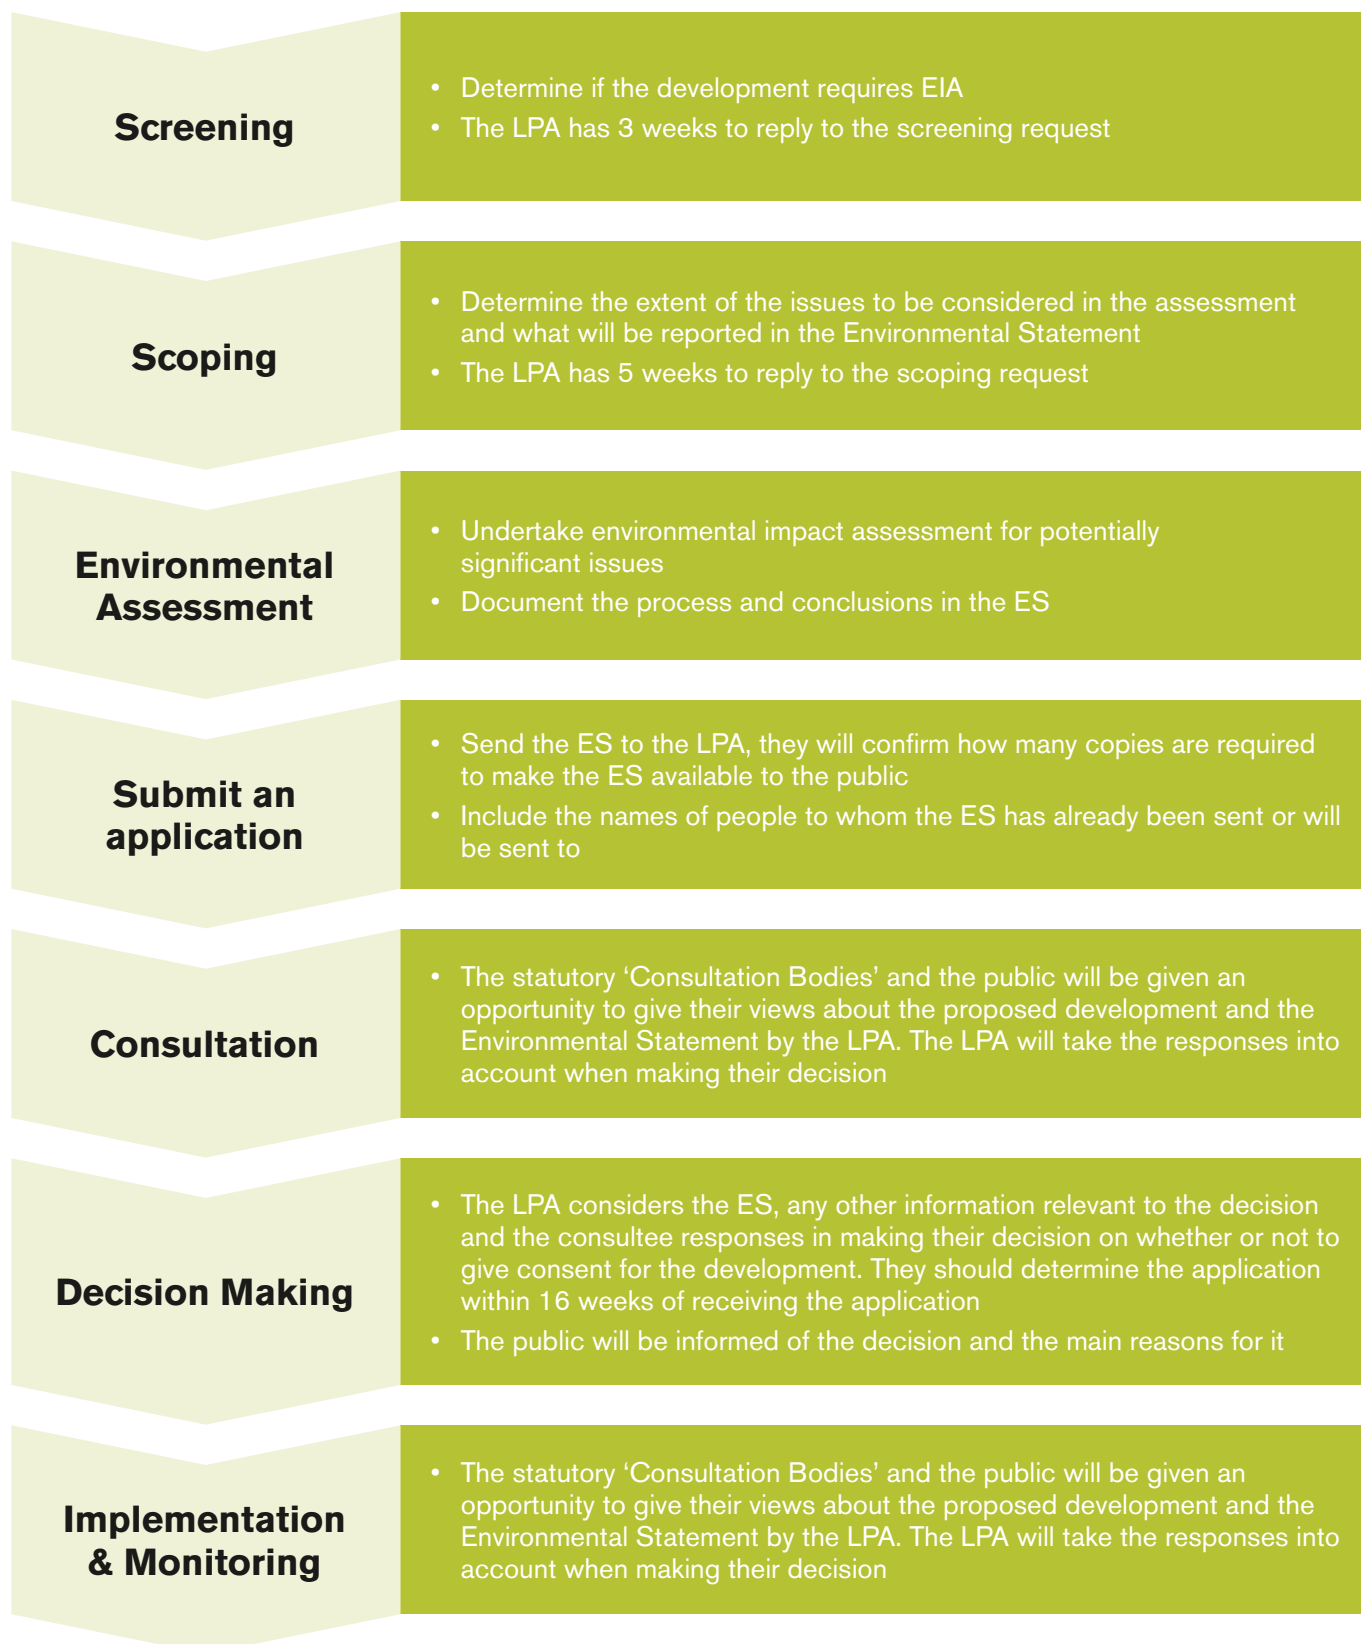 Screening
• Determine if the development requires EIA
• The LPA has 3 weeks to reply to the screening request
Scoping
• Determine the extent of the issues to be considered in the assessment
and what will be reported in the Environmental Statement
• The LPA has 5 weeks to reply to the scoping request
Environmental
Assessment
• Undertake environmental impact assessment for potentially
significant issues
• Document the process and conclusions in the ES
Submit an
application
• Send the ES to the LPA, they will confirm how many copies are required
to make the ES available to the public
• Include the names of people to whom the ES has already been sent or will
be sent to
Consultation
• The statutory ‘Consultation Bodies’ and the public will be given an
opportunity to give their views about the proposed development and the
Environmental Statement by the LPA. The LPA will take the responses into
account when making their decision
Decision Making
• The LPA considers the ES, any other information relevant to the decision
and the consultee responses in making their decision on whether or not to
give consent for the development. They should determine the application
within 16 weeks of receiving the application
• The public will be informed of the decision and the main reasons for it
Implementation
& Monitoring
• The statutory ‘Consultation Bodies’ and the public will be given an
opportunity to give their views about the proposed development and the
Environmental Statement by the LPA. The LPA will take the responses into
account when making their decision